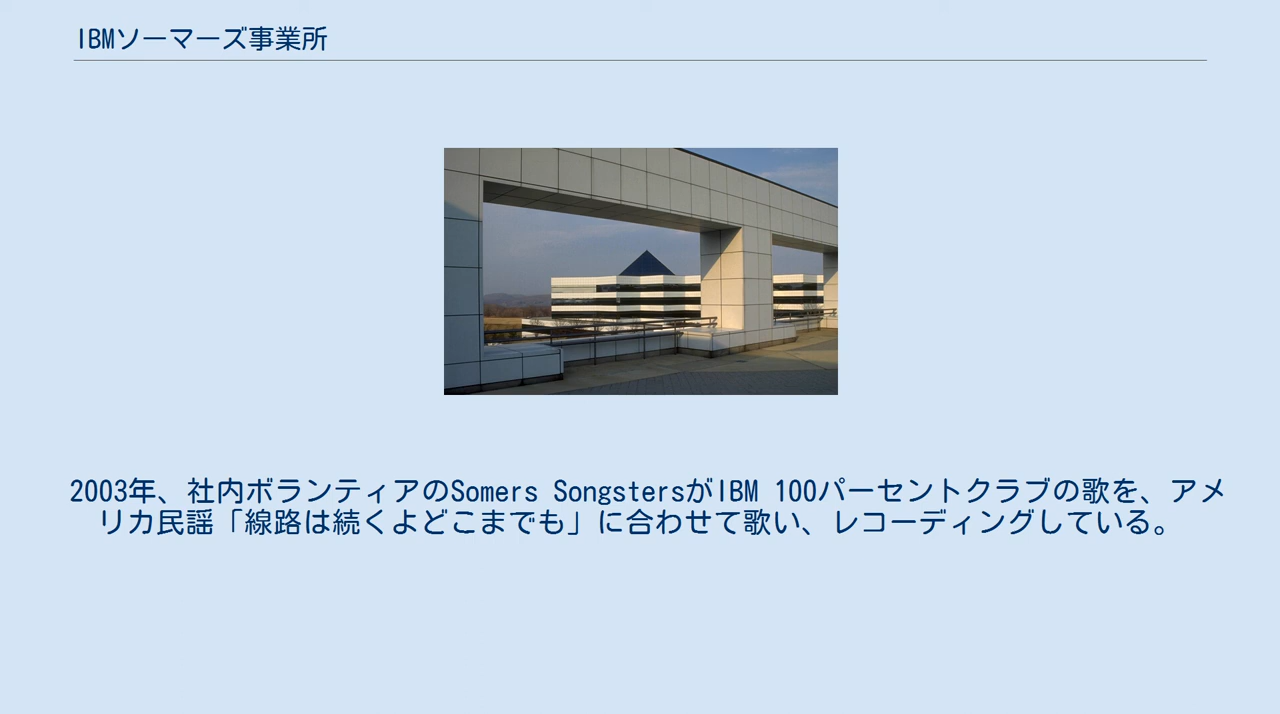 IBMソーマーズ事業所
2003年、社内ボランティアのSomers SongstersがIBM 100パーセントクラブの歌を、アメ
リカ民謡「線路は続くよどこまでも」に合わせて歌い、レコーディングしている。